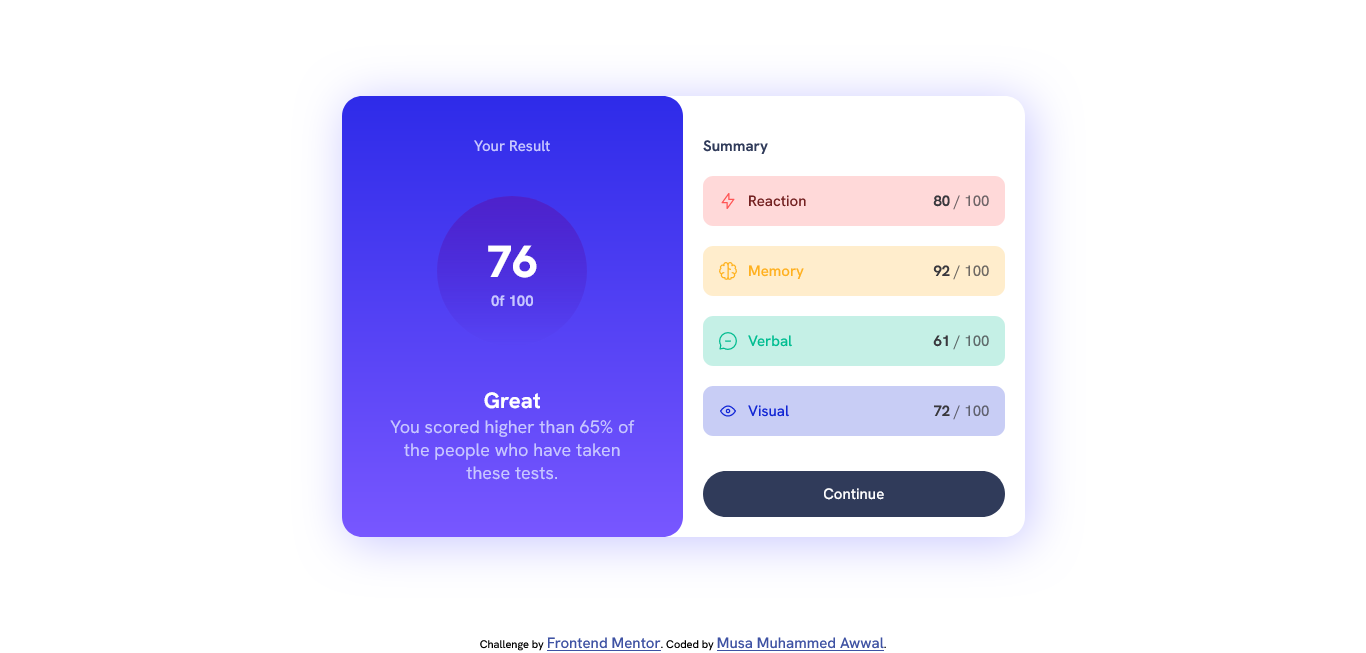 Your Result
76
0f 100
Great
You scored higher than 65% of
the people who have taken
these tests.
Summary
Reaction 80 / 100
Memory 92 / 100
Verbal 61 / 100
Visual 72 / 100
Continue
Challenge by Frontend Mentor. Coded by Musa Muhammed Awwal.